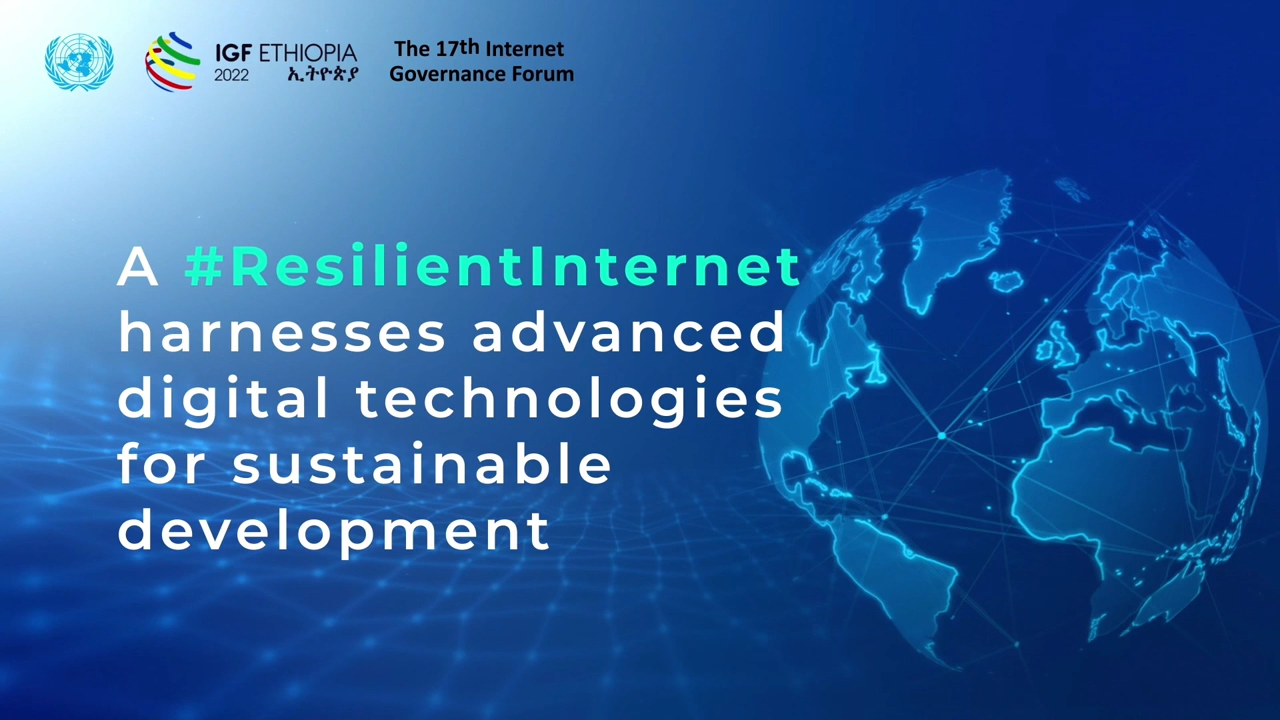 IGF ETHIOPIA
2022 ኢትዮጵያ
The 17th Internet
Governance Forum
A #ResilientInternet
harnesses advanced
digital technologies
for sustainable
development